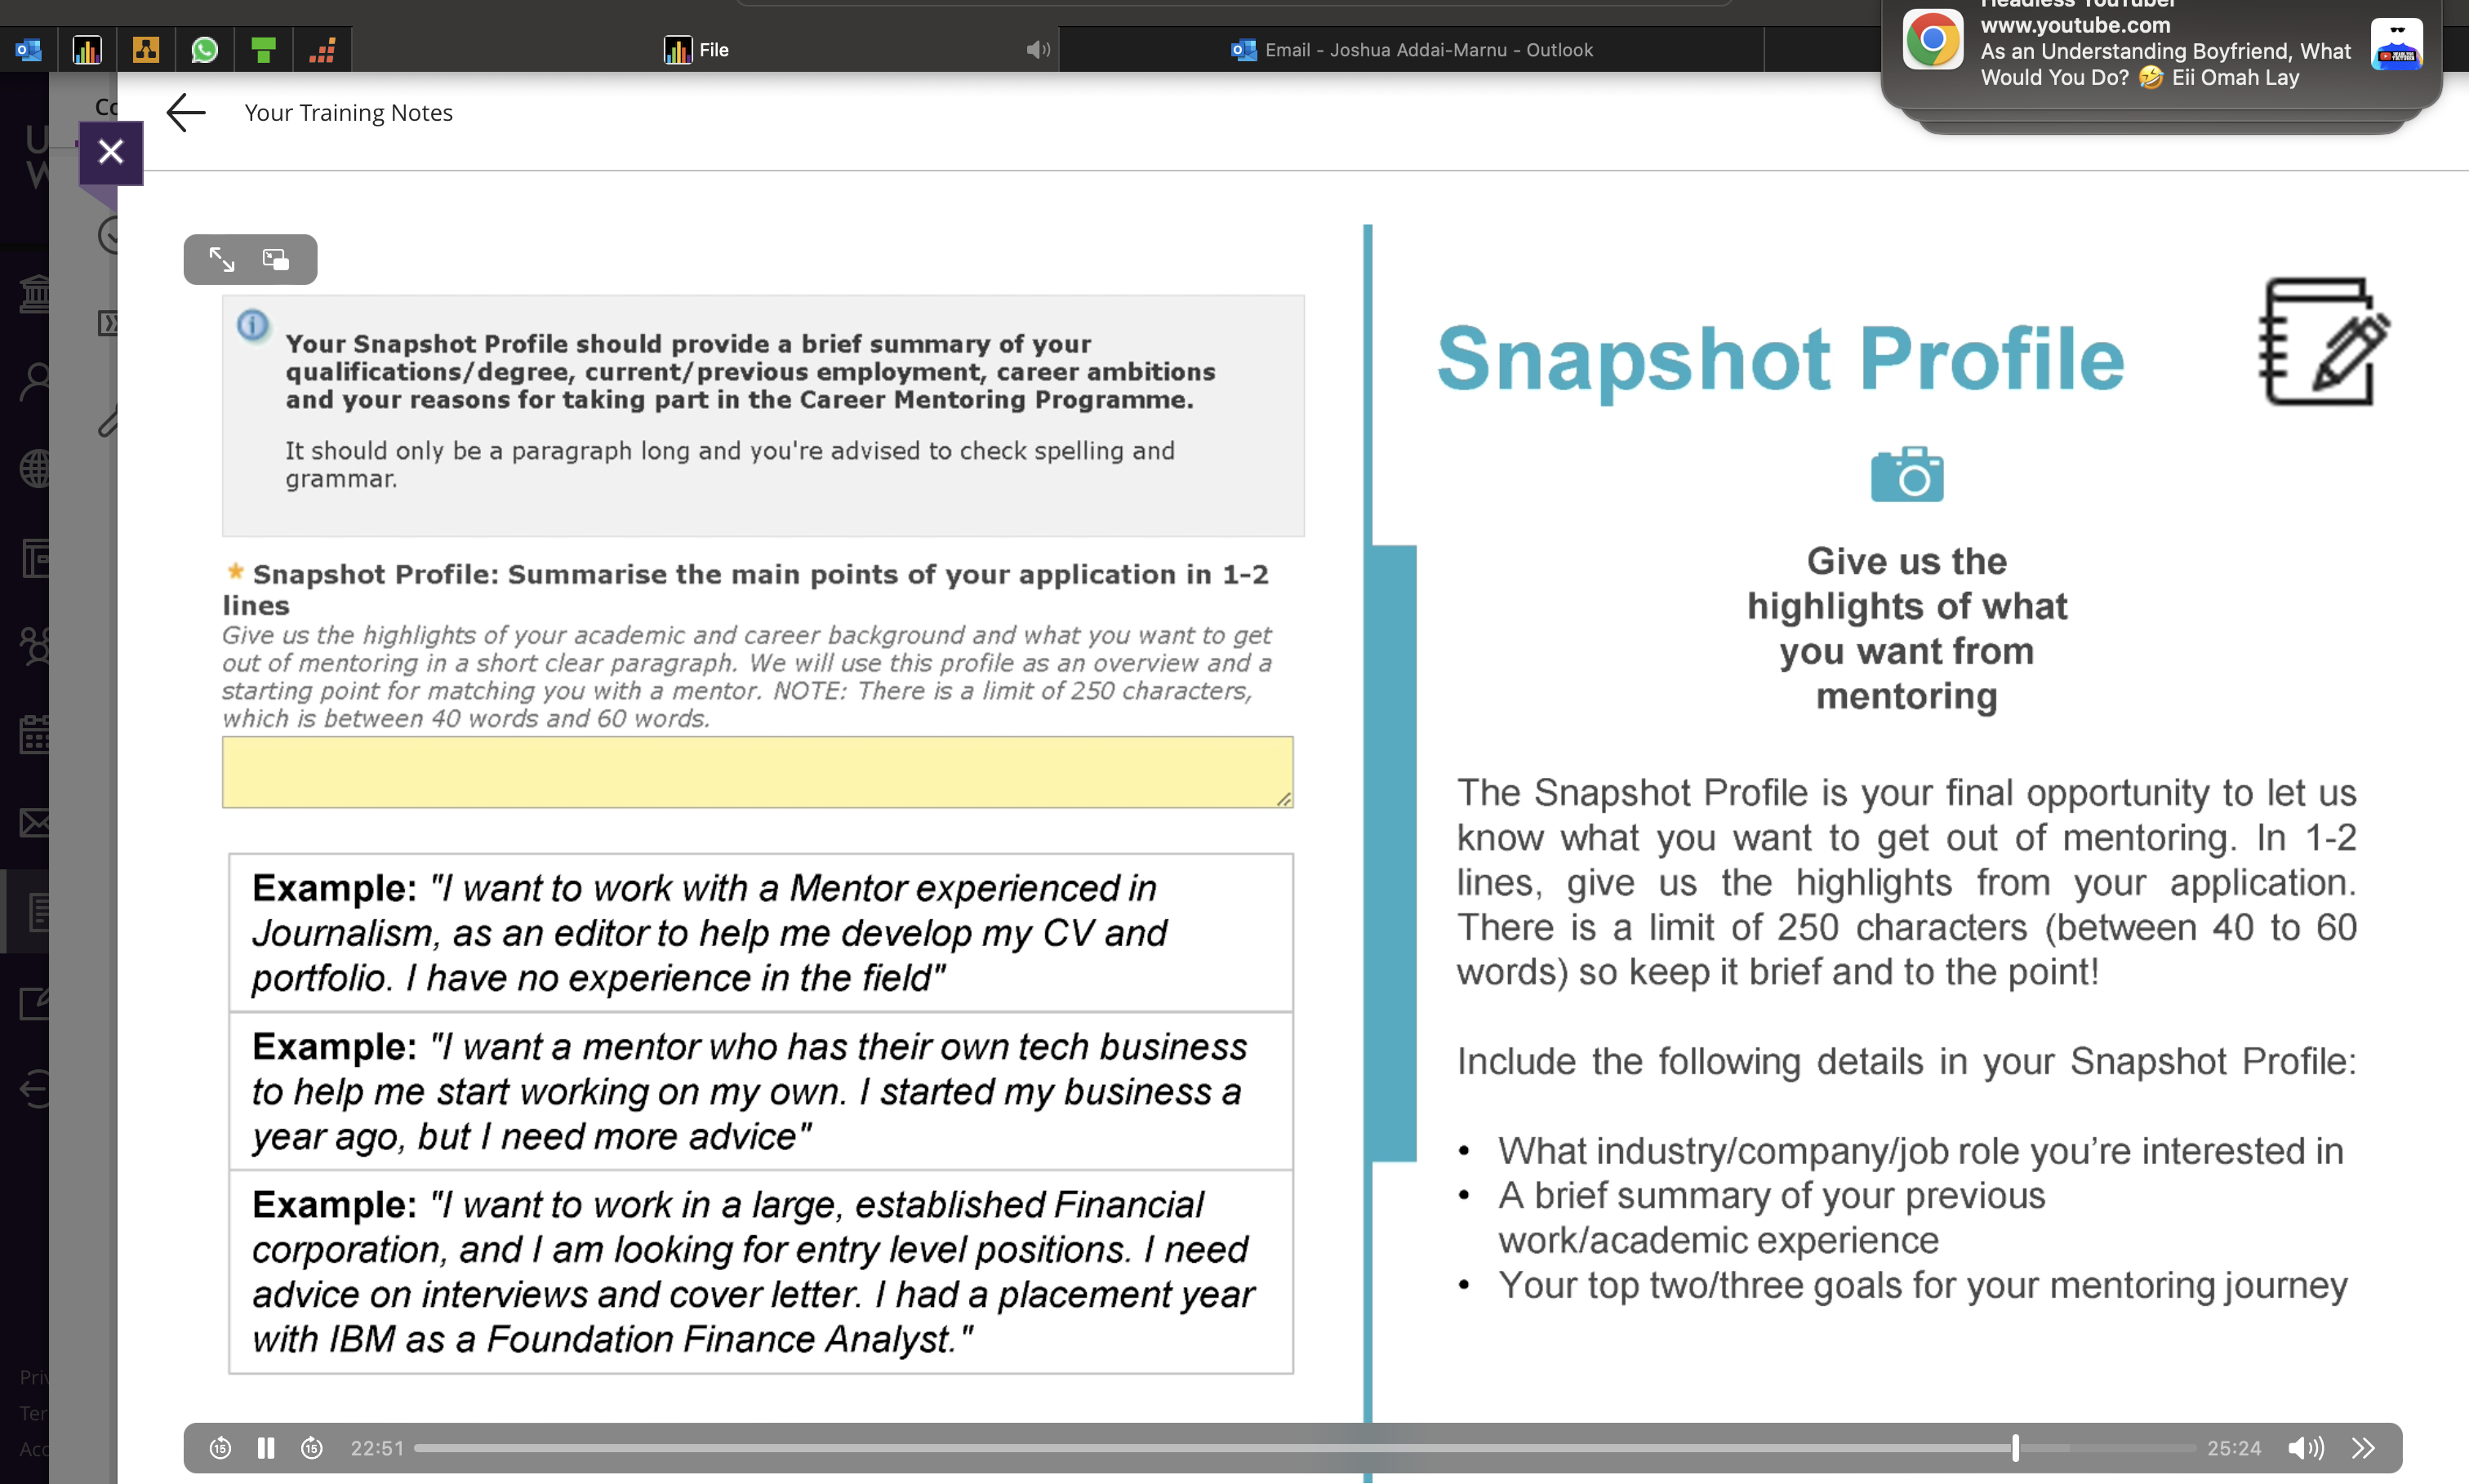 File
Email - Joshua Addai-Marnu - Outlook
Headless YouTuber
www.youtube.com
As an Understanding Boyfriend, What
Would You Do? 🤣 Eii Omah Lay
Your Training Notes
Your Snapshot Profile should provide a brief summary of your
qualifications/degree, current/previous employment, career ambitions
and your reasons for taking part in the Career Mentoring Programme.
It should only be a paragraph long and you're advised to check spelling and
grammar.
* Snapshot Profile: Summarise the main points of your application in 1-2
lines
Give us the highlights of your academic and career background and what you want to get
out of mentoring in a short clear paragraph. We will use this profile as an overview and a
starting point for matching you with a mentor. NOTE: There is a limit of 250 characters,
which is between 40 words and 60 words.
Example: "I want to work with a Mentor experienced in
Journalism, as an editor to help me develop my CV and
portfolio. I have no experience in the field"
Example: "I want a mentor who has their own tech business
to help me start working on my own. I started my business a
year ago, but I need more advice"
Example: "I want to work in a large, established Financial
corporation, and I am looking for entry level positions. I need
advice on interviews and cover letter. I had a placement year
with IBM as a Foundation Finance Analyst."
Snapshot Profile
Give us the
highlights of what
you want from
mentoring
The Snapshot Profile is your final opportunity to let us
know what you want to get out of mentoring. In 1-2
lines, give us the highlights from your application.
There is a limit of 250 characters (between 40 to 60
words) so keep it brief and to the point!
Include the following details in your Snapshot Profile:
• What industry/company/job role you’re interested in
• A brief summary of your previous
work/academic experience
• Your top two/three goals for your mentoring journey
15
15
22:51
25:24